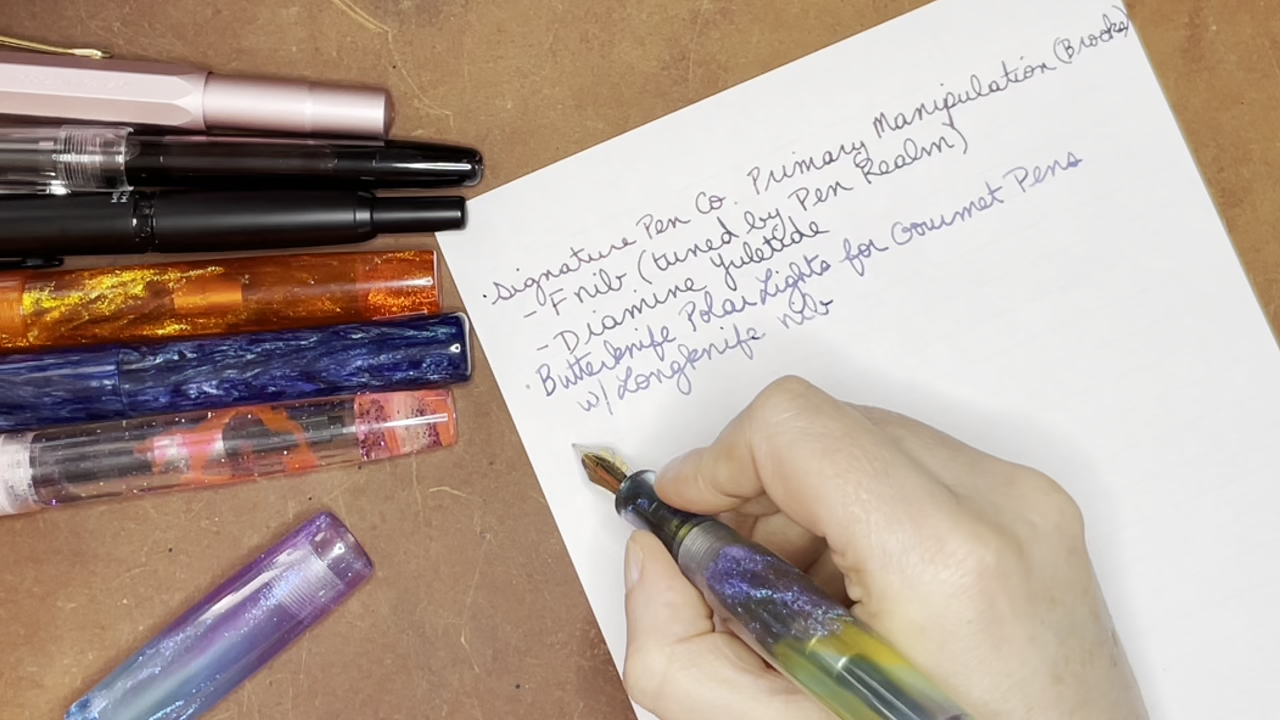 · Signature Pen Co. Primary Manipulation (Brooks)
- F nib (tuned by Pen Realm)
- Diamine Yuletide
· Butterknife Polar Lights for Gourmet Pens
w/ Longknife nib